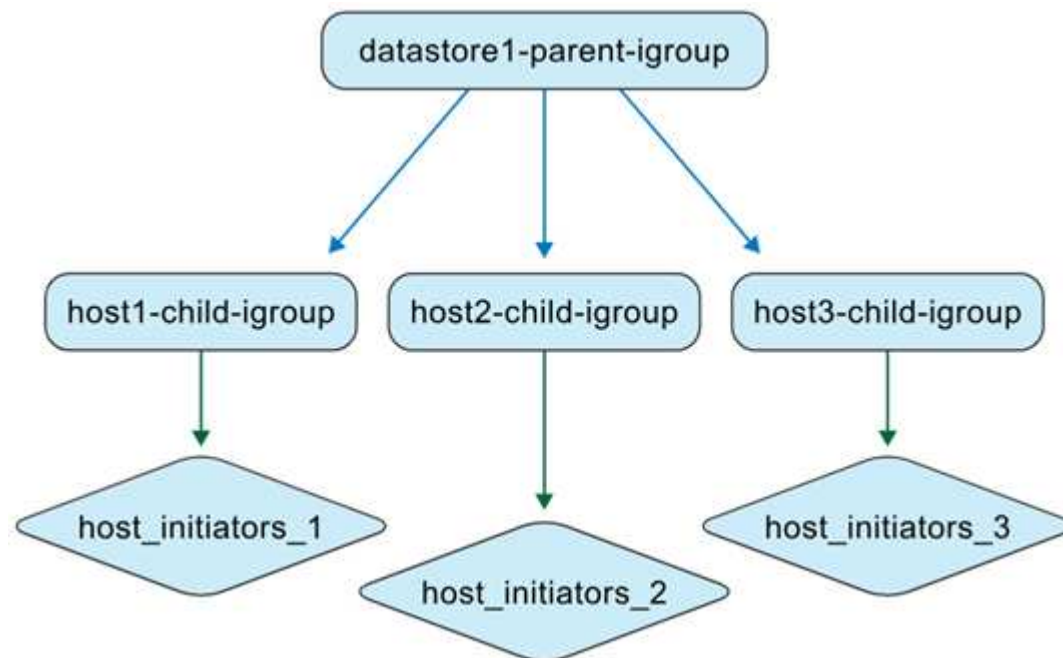 datastore1-parent-igroup
host1-child-igroup
host2-child-igroup
host3-child-igroup
host_initiators_1
host_initiators_2
host_initiators_3